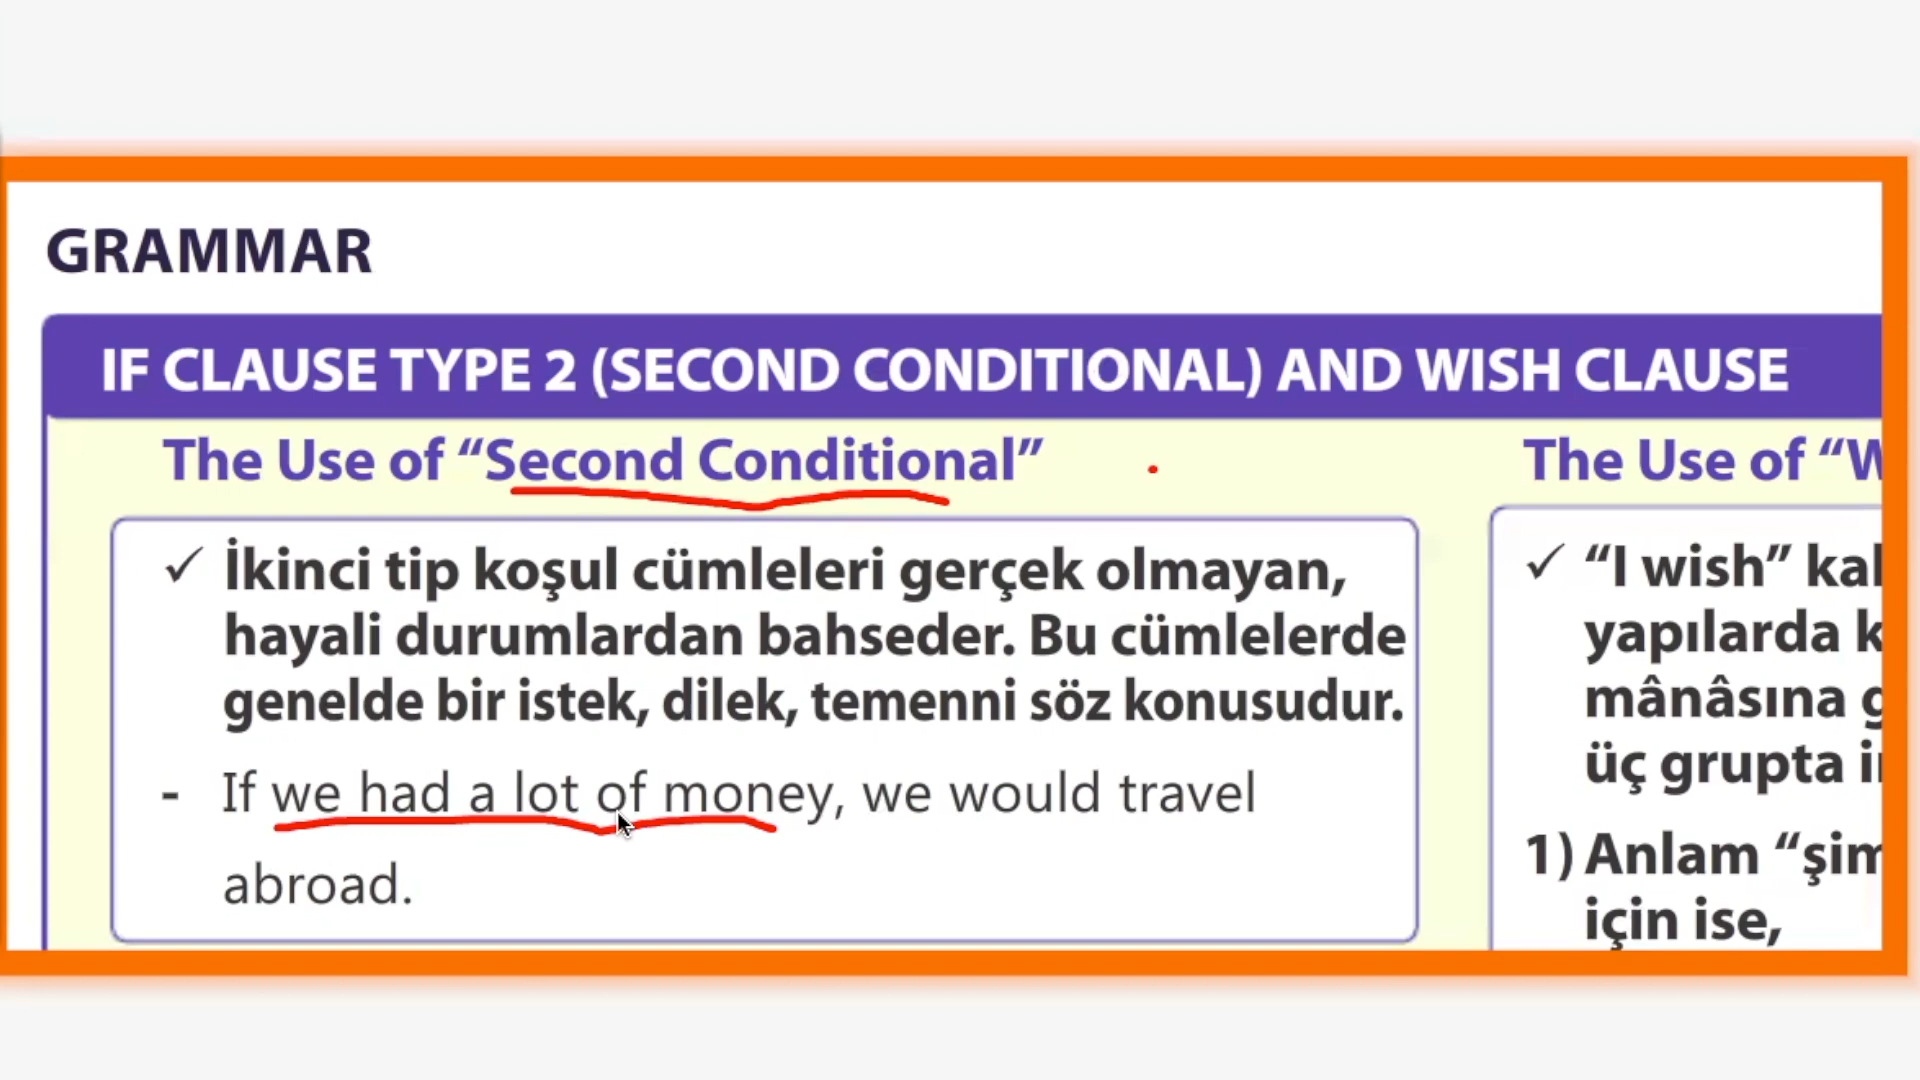 GRAMMAR
IF CLAUSE TYPE 2 (SECOND CONDITIONAL) AND WISH CLAUSE
The Use of “Second Conditional”
✓ İkinci tip koşul cümleleri gerçek olmayan,
hayali durumlardan bahseder. Bu cümlelerde
genelde bir istek, dilek, temenni söz konusudur.
- If we had a lot of money, we would travel
abroad.
The Use of “W
✓ “I wish” kal
yapılarda k
mânâsına g
üç grupta i
1) Anlam “şim
için ise,